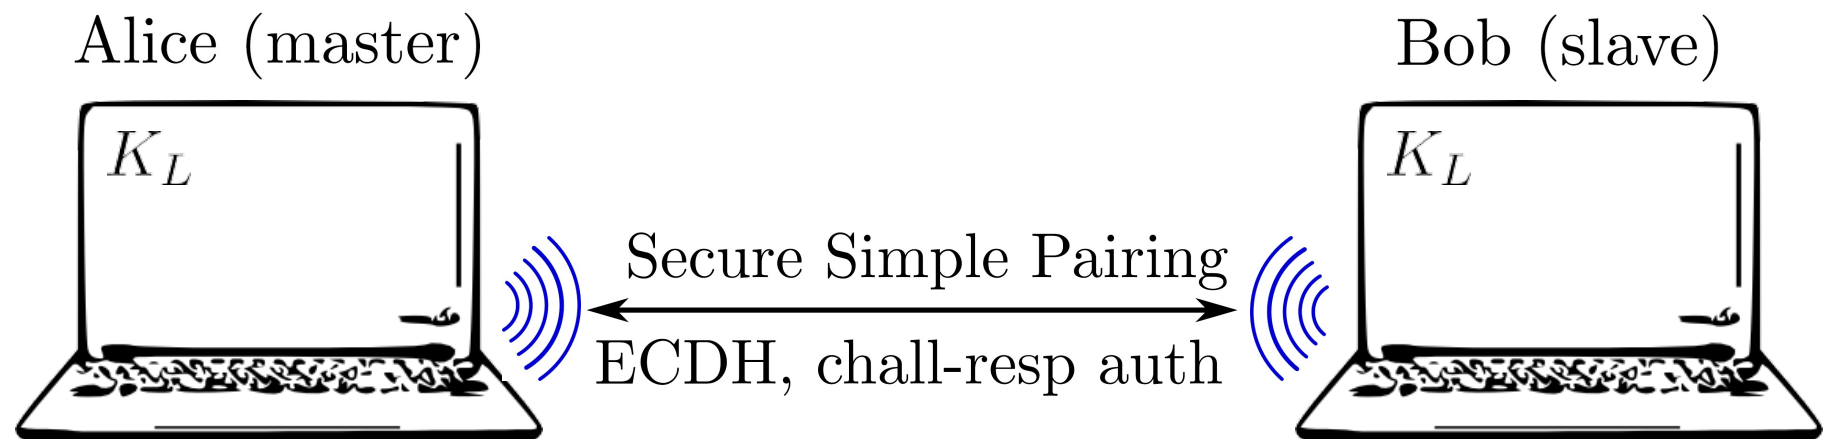 Alice (master)
Bob (slave)
K_L
K_L
Secure Simple Pairing
ECDH, chall-resp auth